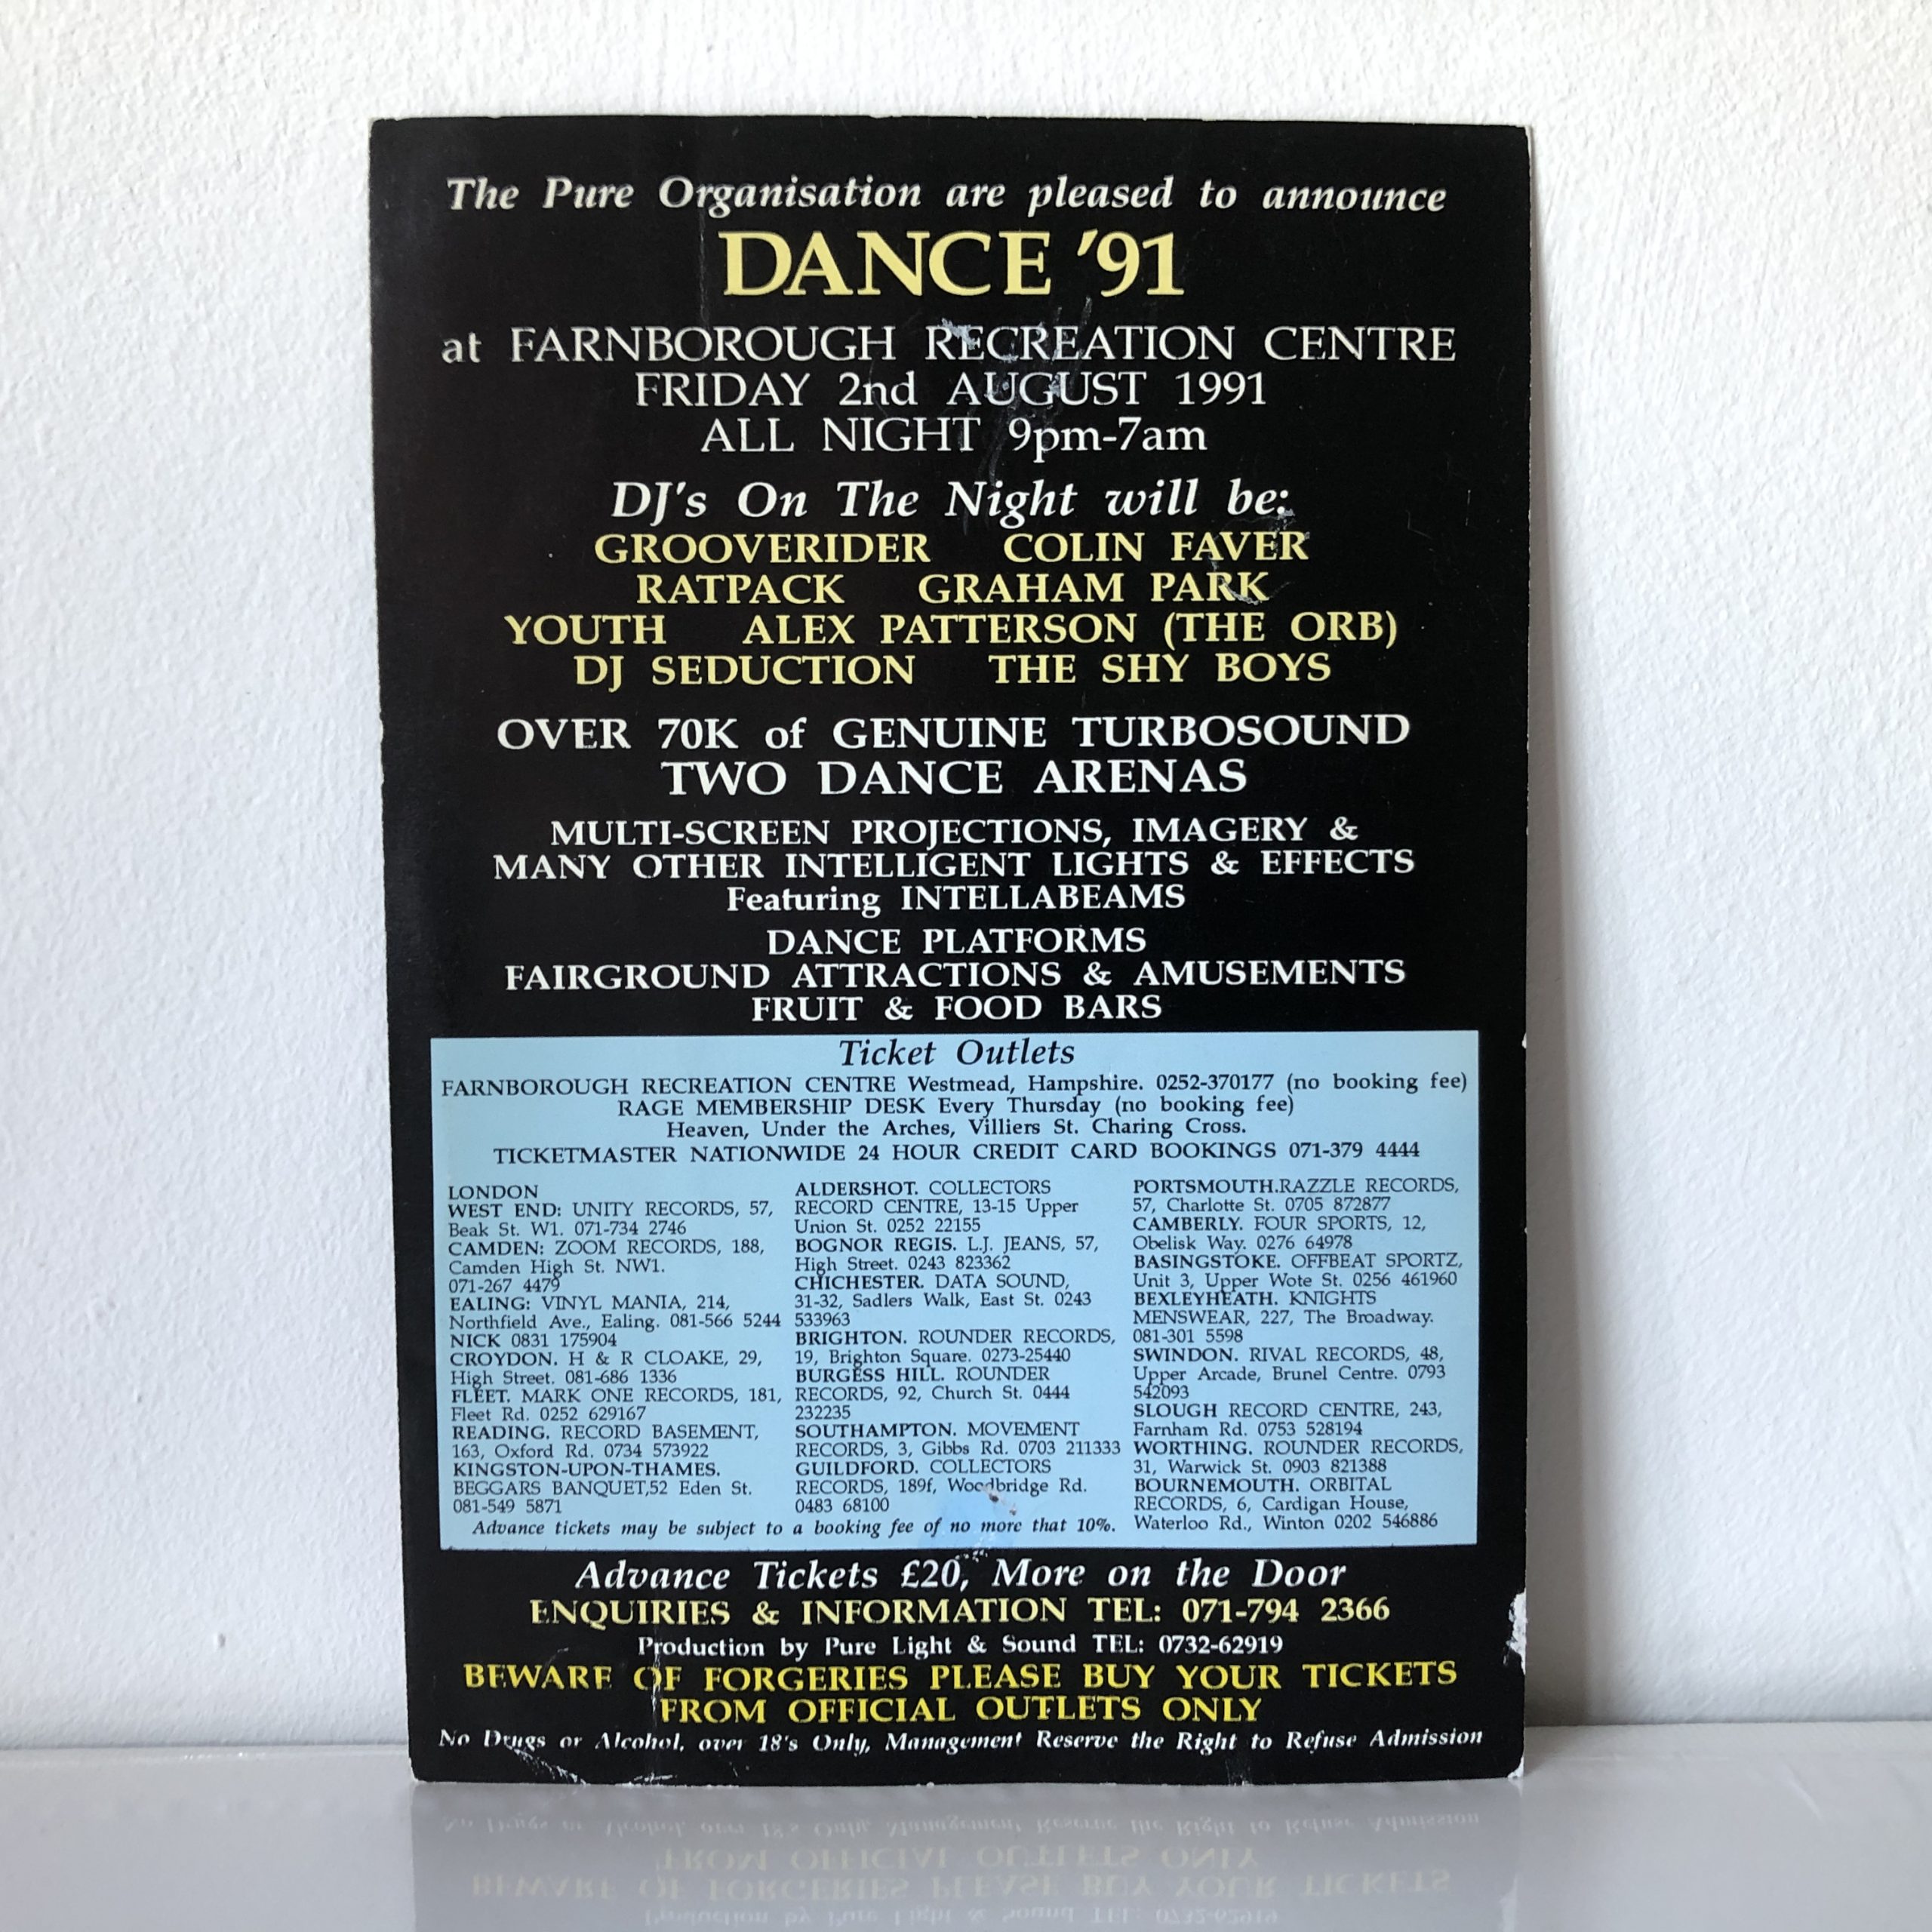 The Pure Organisation are pleased to announce
DANCE '91
at FARNBOROUGH RECREATION CENTRE
FRIDAY 2nd AUGUST 1991
ALL NIGHT 9pm-7am
DJ's On The Night will be:
GROOVERIDER COLIN FAVER
RATPACK GRAHAM PARK
YOUTH ALEX PATTERSON (THE ORB)
DJ SEDUCTION THE SHY BOYS
OVER 70K of GENUINE TURBOSOUND
TWO DANCE ARENAS
MULTI-SCREEN PROJECTIONS, IMAGERY &
MANY OTHER INTELLIGENT LIGHTS & EFFECTS
Featuring INTELLABEAMS
DANCE PLATFORMS
FAIRGROUND ATTRACTIONS & AMUSEMENTS
FRUIT & FOOD BARS
Ticket Outlets
FARNBOROUGH RECREATION CENTRE Westmead, Hampshire. 0252-370177 (no booking fee)
RAGE MEMBERSHIP DESK Every Thursday (no booking fee)
Heaven, Under the Arches, Villiers St. Charing Cross.
TICKETMASTER NATIONWIDE 24 HOUR CREDIT CARD BOOKINGS 071-379 4444
LONDON
WEST END: UNITY RECORDS, 57,
Beak St. W1. 071-734 2746
CAMDEN: ZOOM RECORDS, 188,
Camden High St. NW1.
071-267 4479
EALING: VINYL MANIA, 214,
Northfield Ave., Ealing. 081-566 5244
NICK 0831 175904
CROYDON. H & R CLOAKE, 29,
High Street. 081-686 1336
FLEET. MARK ONE RECORDS, 181,
Fleet Rd. 0252 629167
READING. RECORD BASEMENT,
163, Oxford Rd. 0734 573922
KINGSTON-UPON-THAMES.
BEGGARS BANQUET,52 Eden St.
081-549 5871
ALDERSHOT. COLLECTORS
RECORD CENTRE, 13-15 Upper
Union St. 0252 22155
BOGNOR REGIS. L.J. JEANS, 57,
High Street. 0243 823362
CHICHESTER. DATA SOUND,
31-32, Sadlers Walk, East St. 0243
533963
BRIGHTON. ROUNDER RECORDS,
19, Brighton Square. 0273-25440
BURGESS HILL. ROUNDER
RECORDS, 92, Church St. 0444
232235
SOUTHAMPTON. MOVEMENT
RECORDS, 3, Gibbs Rd. 0703 211333
GUILDFORD. COLLECTORS
RECORDS, 189f, Woodbridge Rd.
0483 68100
PORTSMOUTH.RAZZLE RECORDS,
57, Charlotte St. 0705 872877
CAMBERLY. FOUR SPORTS, 12,
Obelisk Way. 0276 64978
BASINGSTOKE. OFFBEAT SPORTZ,
Unit 3, Upper Wote St. 0256 461960
BEXLEYHEATH. KNIGHTS
MENSWEAR, 227, The Broadway.
081-301 5598
SWINDON. RIVAL RECORDS, 48,
Upper Arcade, Brunel Centre. 0793
542093
SLOUGH RECORD CENTRE, 243,
Farnham Rd. 0753 528194
WORTHING. ROUNDER RECORDS,
31, Warwick St. 0903 821388
BOURNEMOUTH. ORBITAL
RECORDS, 6, Cardigan House,
Waterloo Rd., Winton 0202 546886
Advance tickets may be subject to a booking fee of no more that 10%.
Advance Tickets £20, More on the Door
ENQUIRIES & INFORMATION TEL: 071-794 2366
Production by Pure Light & Sound TEL: 0732-62919
BEWARE OF FORGERIES PLEASE BUY YOUR TICKETS
FROM OFFICIAL OUTLETS ONLY
No Drugs or Alcohol, over 18's Only, Management Reserve the Right to Refuse Admission